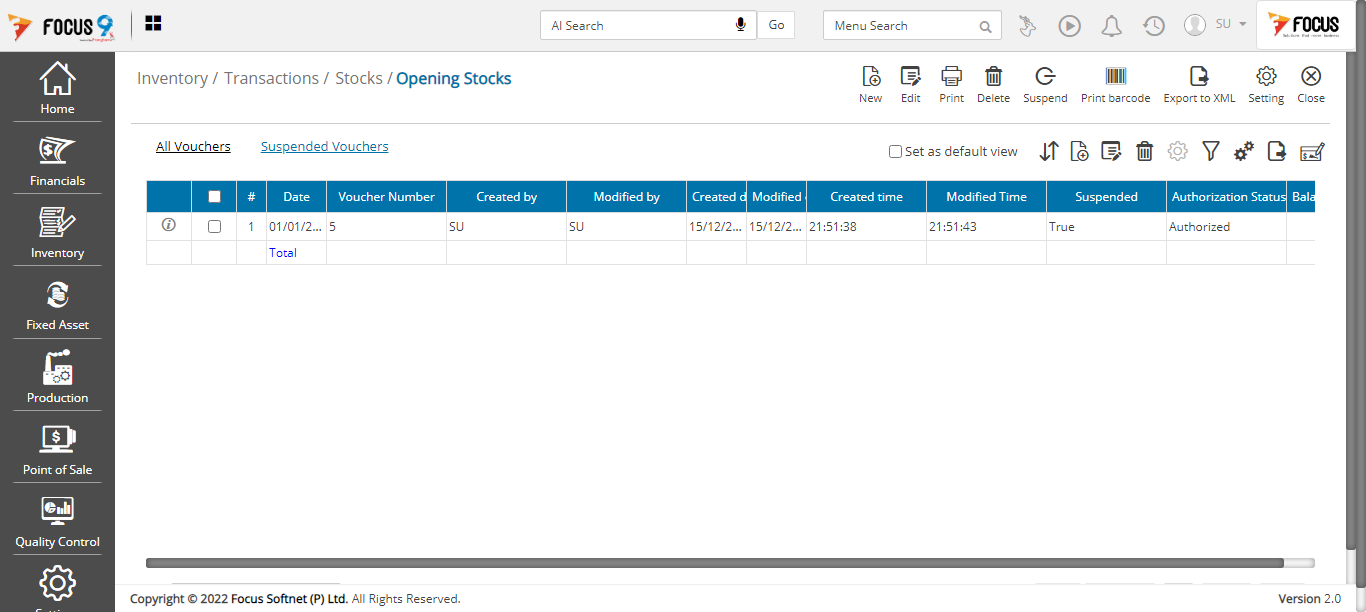 FOCUS 9
AI Search
Go
Menu Search
SU
FOCUS
Home
Financials
Inventory
Fixed Asset
Production
Point of Sale
Quality Control
Inventory / Transactions / Stocks / Opening Stocks
New
Edit
Print
Delete
Suspend
Print barcode
Export to XML
Setting
Close
All Vouchers
Suspended Vouchers
Set as default view
# Date Voucher Number Created by Modified by Created d Modified Created time Modified Time Suspended Authorization Status Bala
1 01/01/2... 5 SU SU 15/12/2... 15/12/2... 21:51:38 21:51:43 True Authorized
Total
Copyright © 2022 Focus Softnet (P) Ltd. All Rights Reserved.
Version 2.0